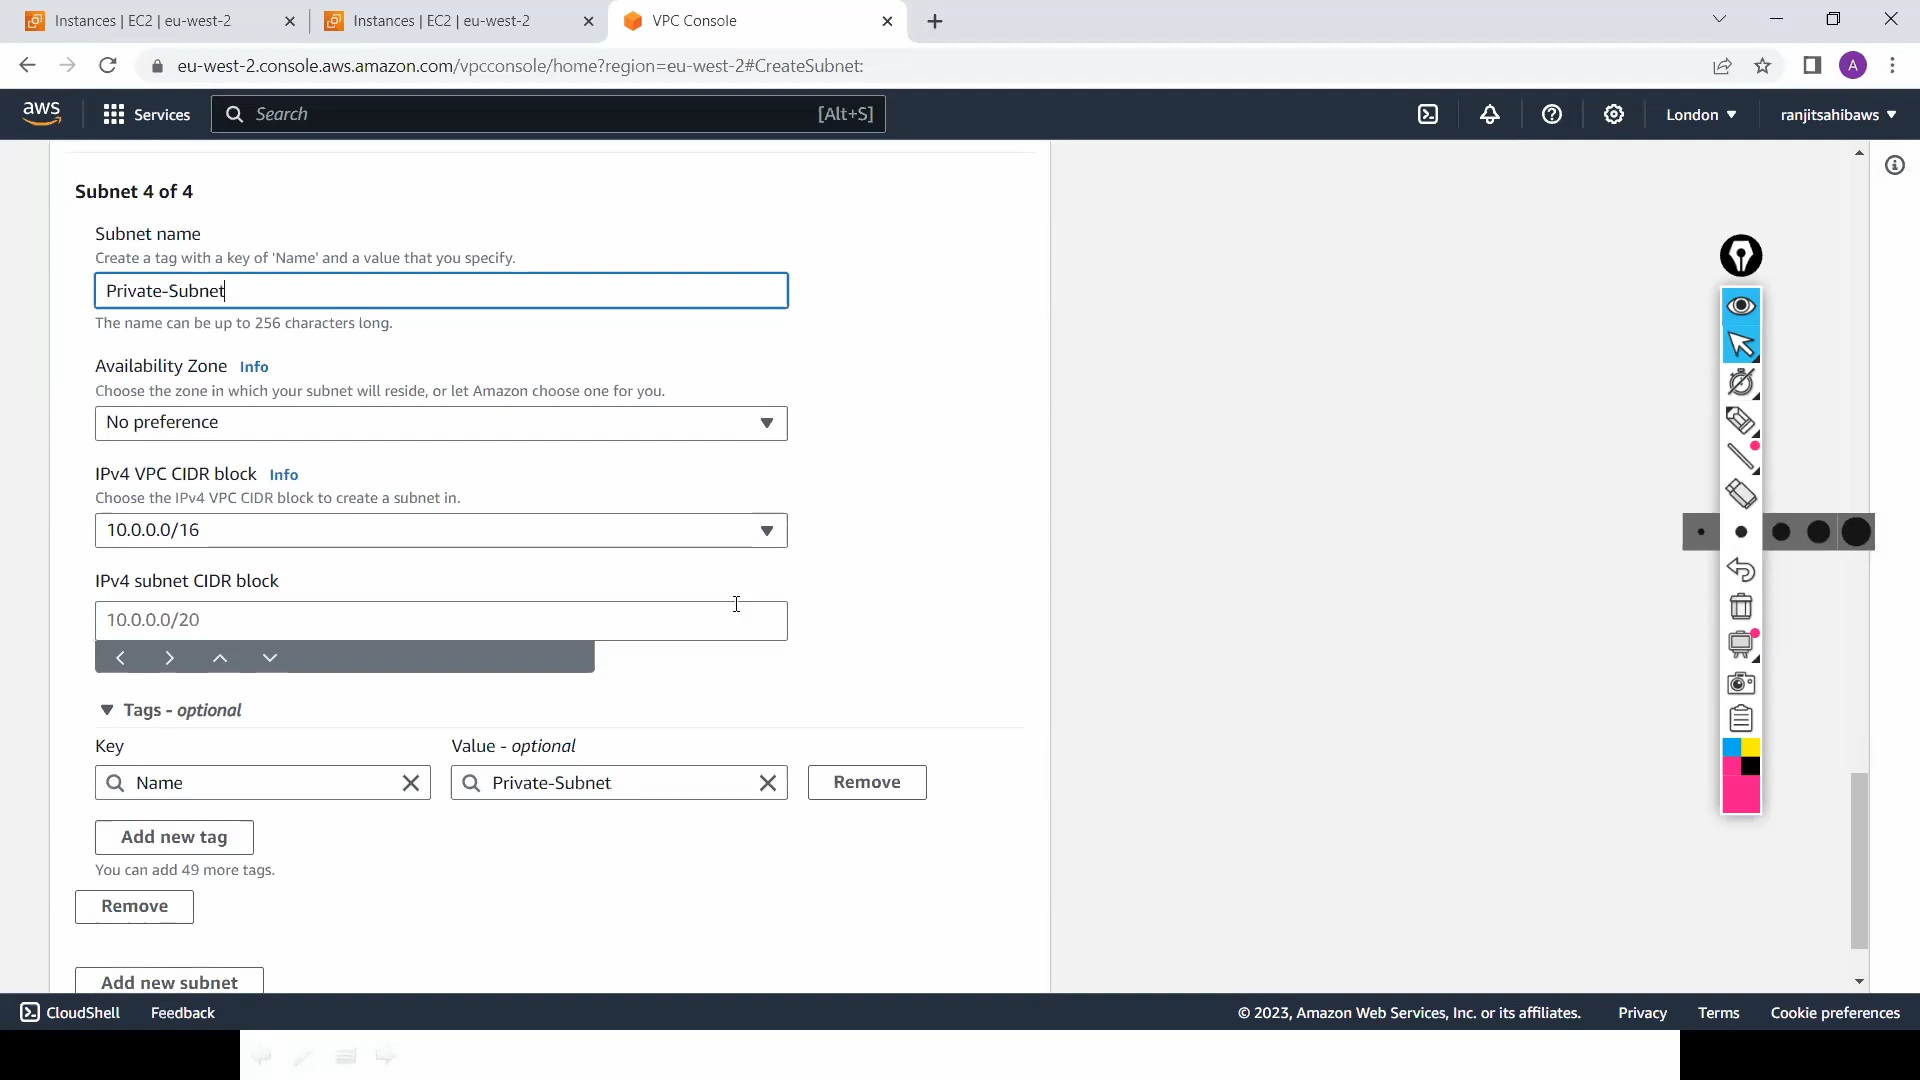 Instances | EC2 | eu-west-2
Instances | EC2 | eu-west-2
VPC Console
eu-west-2.console.aws.amazon.com/vpcconsole/home?region=eu-west-2#CreateSubnet:
A
aws
Services
Search
[Alt+S]
London
ranjitsahibaws
Subnet 4 of 4
Subnet name
Create a tag with a key of 'Name' and a value that you specify.
Private-Subnet
The name can be up to 256 characters long.
Availability Zone Info
Choose the zone in which your subnet will reside, or let Amazon choose one for you.
No preference
IPv4 VPC CIDR block Info
Choose the IPv4 VPC CIDR block to create a subnet in.
10.0.0.0/16
IPv4 subnet CIDR block
10.0.0.0/20
Tags - optional
Key
Value - optional
Name
Private-Subnet
Remove
Add new tag
You can add 49 more tags.
Remove
Add new subnet
CloudShell
Feedback
© 2023, Amazon Web Services, Inc. or its affiliates.
Privacy
Terms
Cookie preferences